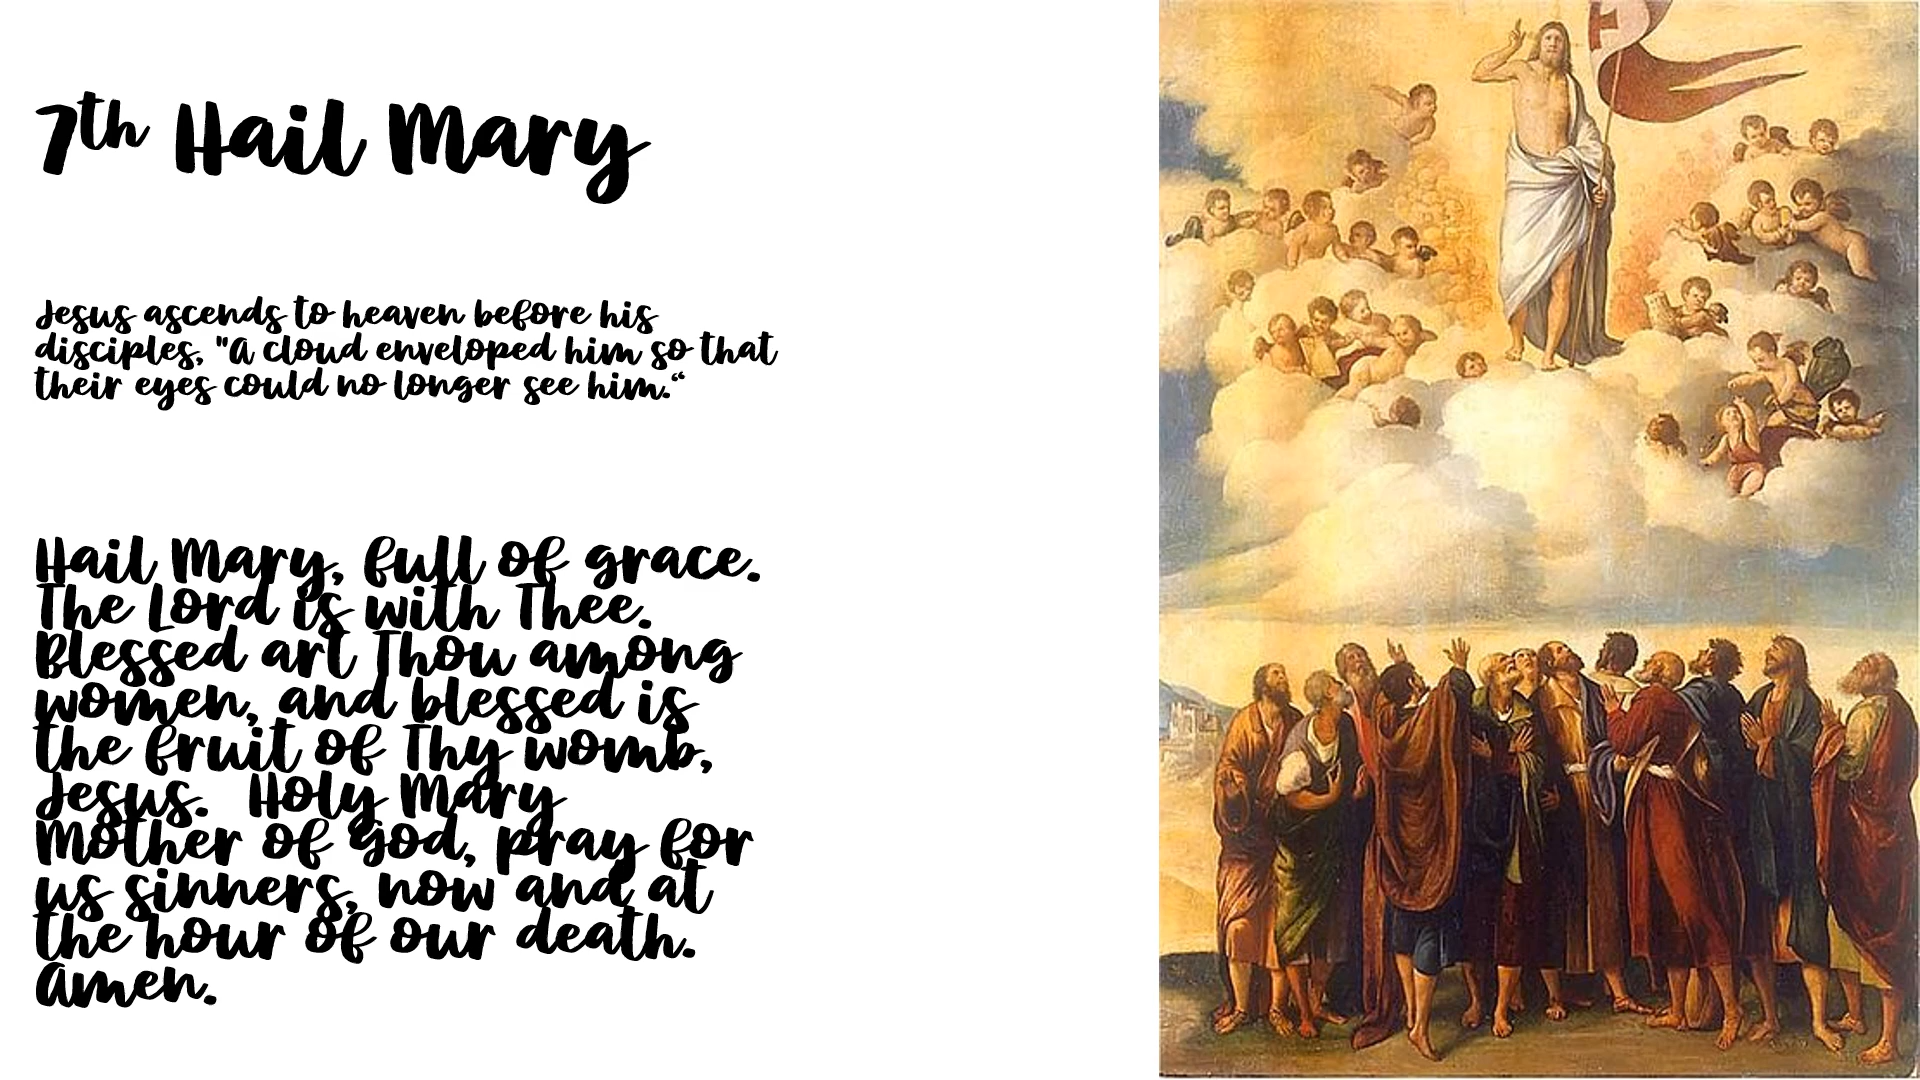 7th Hail Mary
Jesus ascends to heaven before his
disciples, "A cloud enveloped him so that
their eyes could no longer see him.“
Hail Mary, full of grace.
The Lord is with Thee.
Blessed art Thou among
women, and blessed is
the fruit of Thy womb,
Jesus.  Holy Mary
Mother of God, pray for
us sinners, now and at
the hour of our death.
Amen.